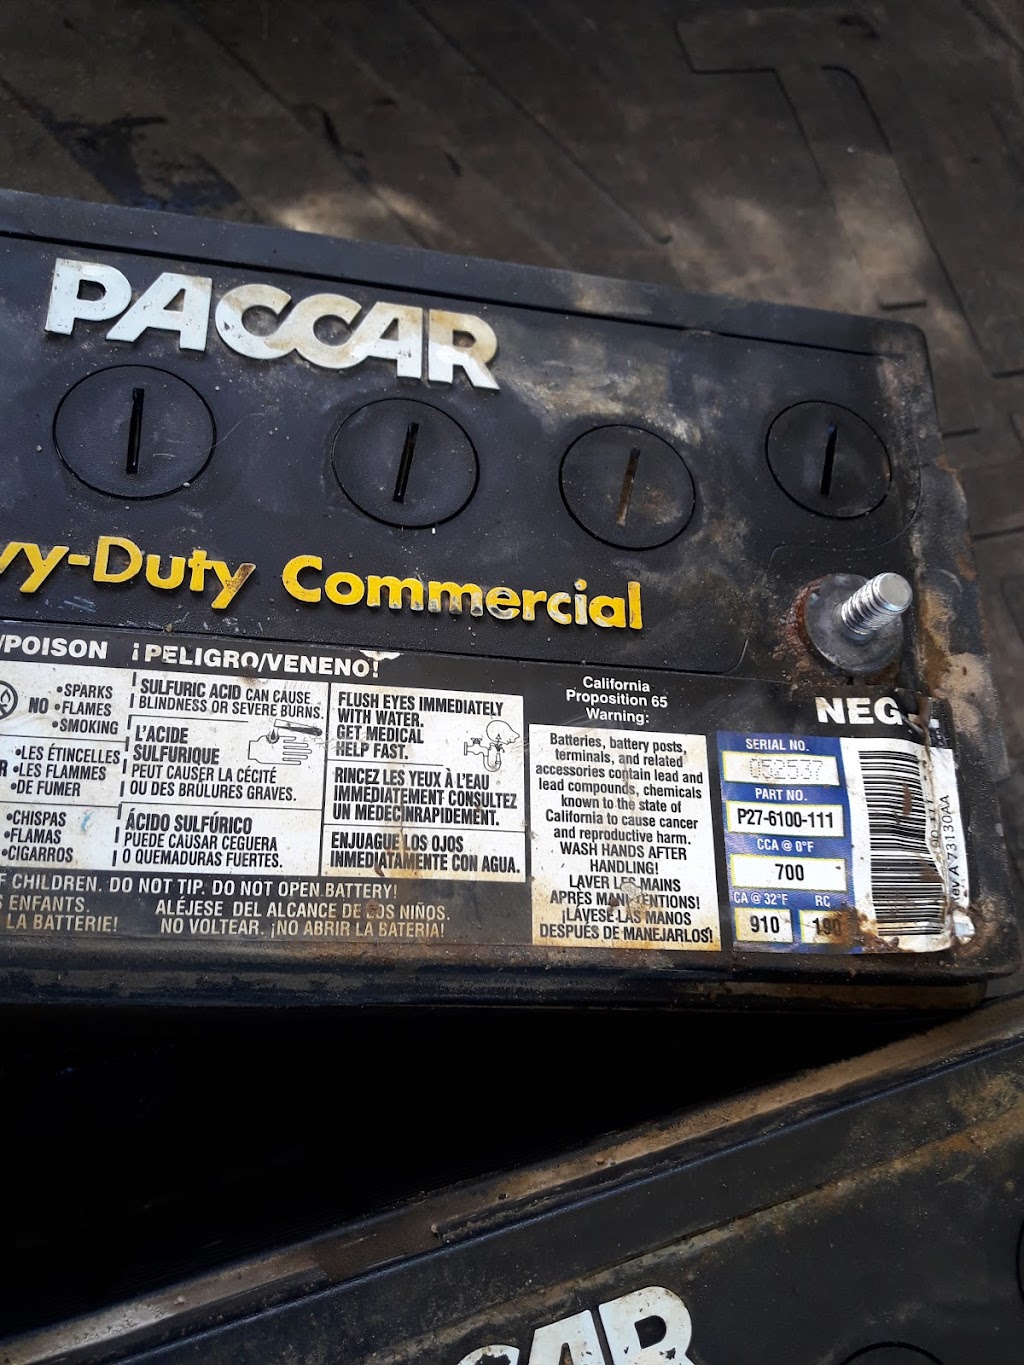 PACCAR
vy-Duty Commercial
/POISON ¡PELIGRO/VENENO!
NO
•SPARKS
•FLAMES
•SMOKING
•LES ÉTINCELLES
•LES FLAMMES
•DE FUMER
•CHISPAS
•FLAMAS
•CIGARROS
SULFURIC ACID CAN CAUSE
BLINDNESS OR SEVERE BURNS.
L'ACIDE
SULFURIQUE
PEUT CAUSER LA CÉCITÉ
OU DES BRÛLURES GRAVES.
ÁCIDO SULFÚRICO
PUEDE CAUSAR CEGUERA
O QUEMADURAS FUERTES.
FLUSH EYES IMMEDIATELY
WITH WATER.
GET MEDICAL
HELP FAST.
RINCEZ LES YEUX À L'EAU
IMMEDIATEMENT CONSULTEZ
UN MEDECINRAPIDEMENT.
ENJUAGUE LOS OJOS
INMEDIATAMENTE CON AGUA.
F CHILDREN. DO NOT TIP. DO NOT OPEN BATTERY!
S ENFANTS. ALÉJESE DEL ALCANCE DE LOS NIÑOS.
LA BATTERIE! NO VOLTEAR. ¡NO ABRIR LA BATERIA!
California
Proposition 65
Warning:
Batteries, battery posts,
terminals, and related
accessories contain lead and
lead compounds, chemicals
known to the state of
California to cause cancer
and reproductive harm.
WASH HANDS AFTER
HANDLING!
LAVER LES MAINS
APRÈS MANUTENTIONS!
¡LÁVESE LAS MANOS
DESPUÉS DE MANEJARLOS!
NEG
SERIAL NO.
052537
PART NO.
P27-6100-111
CCA @ 0°F
700
CA @ 32°F RC
910 190
CAR